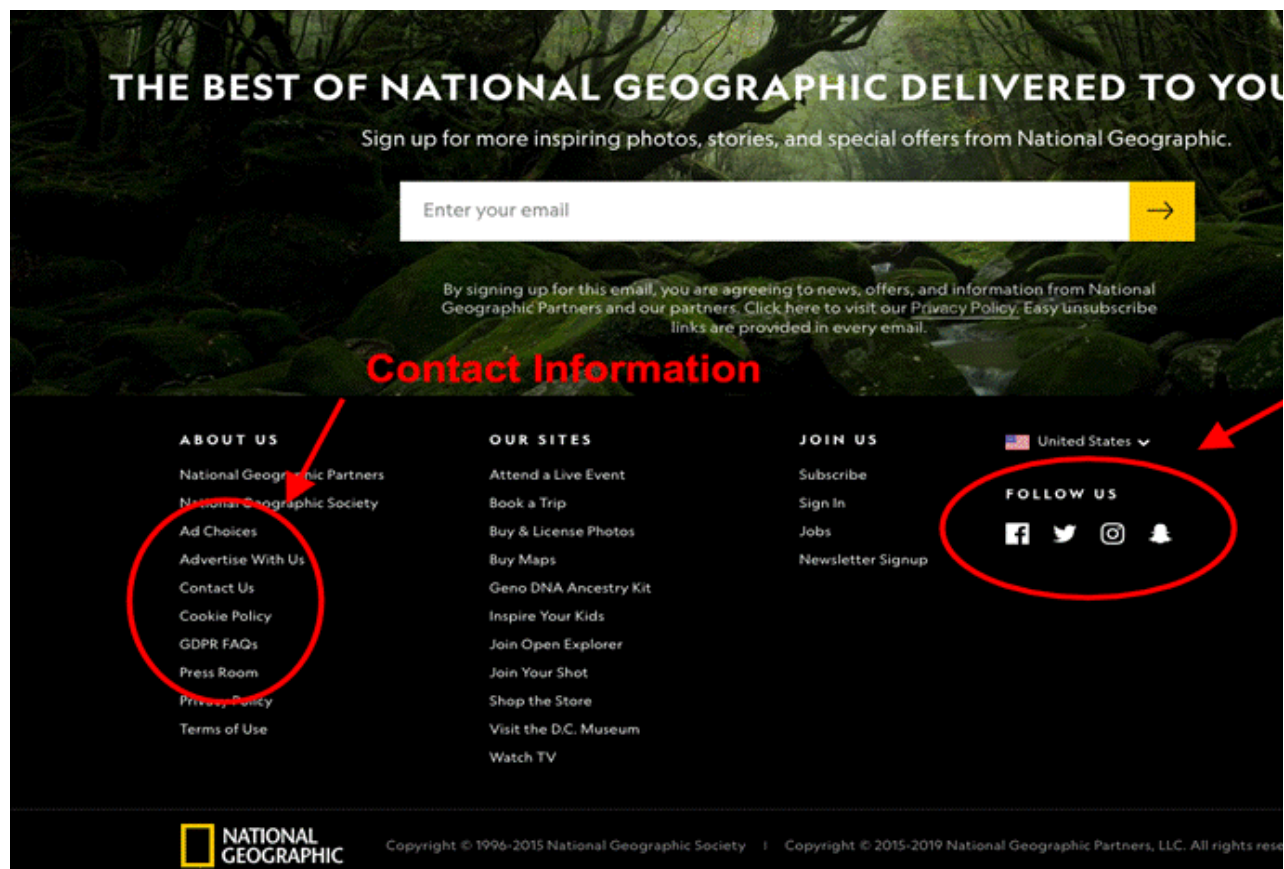 THE BEST OF NATIONAL GEOGRAPHIC DELIVERED TO YOU
Sign up for more inspiring photos, stories, and special offers from National Geographic.
Enter your email
By signing up for this email, you are agreeing to news, offers, and information from National
Geographic Partners and our partners. Click here to visit our Privacy Policy. Easy unsubscribe
links are provided in every email.
Contact Information
ABOUT US
National Geographic Partners
National Geographic Society
Ad Choices
Advertise With Us
Contact Us
Cookie Policy
GDPR FAQs
Press Room
Privacy Policy
Terms of Use
OUR SITES
Attend a Live Event
Book a Trip
Buy & License Photos
Buy Maps
Geno DNA Ancestry Kit
Inspire Your Kids
Join Open Explorer
Join Your Shot
Shop the Store
Visit the D.C. Museum
Watch TV
JOIN US
Subscribe
Sign In
Jobs
Newsletter Signup
United States
FOLLOW US
NATIONAL
GEOGRAPHIC
Copyright © 1996-2015 National Geographic Society | Copyright © 2015-2019 National Geographic Partners, LLC. All rights rese